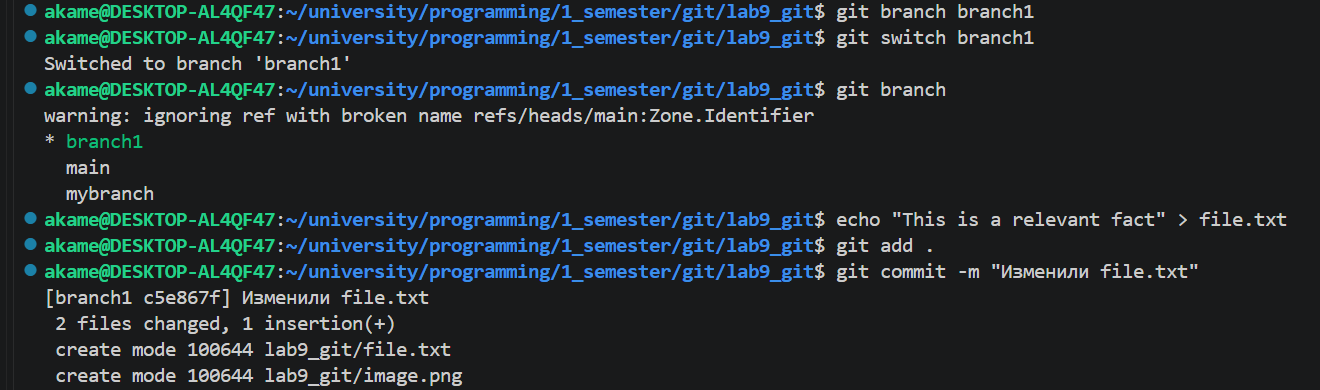 akame@DESKTOP-AL4QF47:~/university/programming/1_semester/git/lab9_git$ git branch branch1
akame@DESKTOP-AL4QF47:~/university/programming/1_semester/git/lab9_git$ git switch branch1
Switched to branch 'branch1'
akame@DESKTOP-AL4QF47:~/university/programming/1_semester/git/lab9_git$ git branch
warning: ignoring ref with broken name refs/heads/main:Zone.Identifier
* branch1
  main
  mybranch
akame@DESKTOP-AL4QF47:~/university/programming/1_semester/git/lab9_git$ echo "This is a relevant fact" > file.txt
akame@DESKTOP-AL4QF47:~/university/programming/1_semester/git/lab9_git$ git add .
akame@DESKTOP-AL4QF47:~/university/programming/1_semester/git/lab9_git$ git commit -m "Изменили file.txt"
[branch1 c5e867f] Изменили file.txt
 2 files changed, 1 insertion(+)
 create mode 100644 lab9_git/file.txt
 create mode 100644 lab9_git/image.png